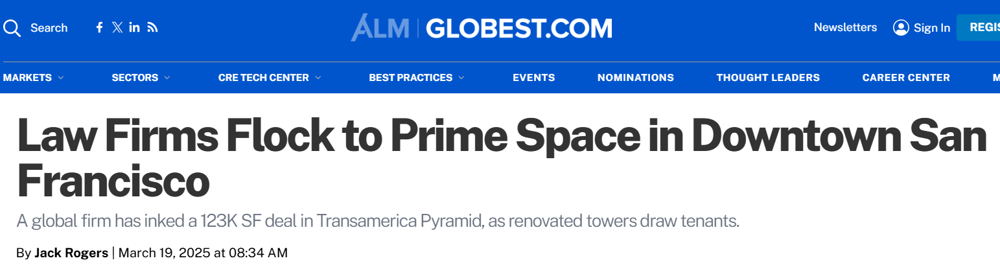 Search
ALM | GLOBEST.COM
Newsletters
Sign In
MARKETS
SECTORS
CRE TECH CENTER
BEST PRACTICES
EVENTS
NOMINATIONS
THOUGHT LEADERS
CAREER CENTER
Law Firms Flock to Prime Space in Downtown San
Francisco
A global firm has inked a 123K SF deal in Transamerica Pyramid, as renovated towers draw tenants.
By Jack Rogers | March 19, 2025 at 08:34 AM